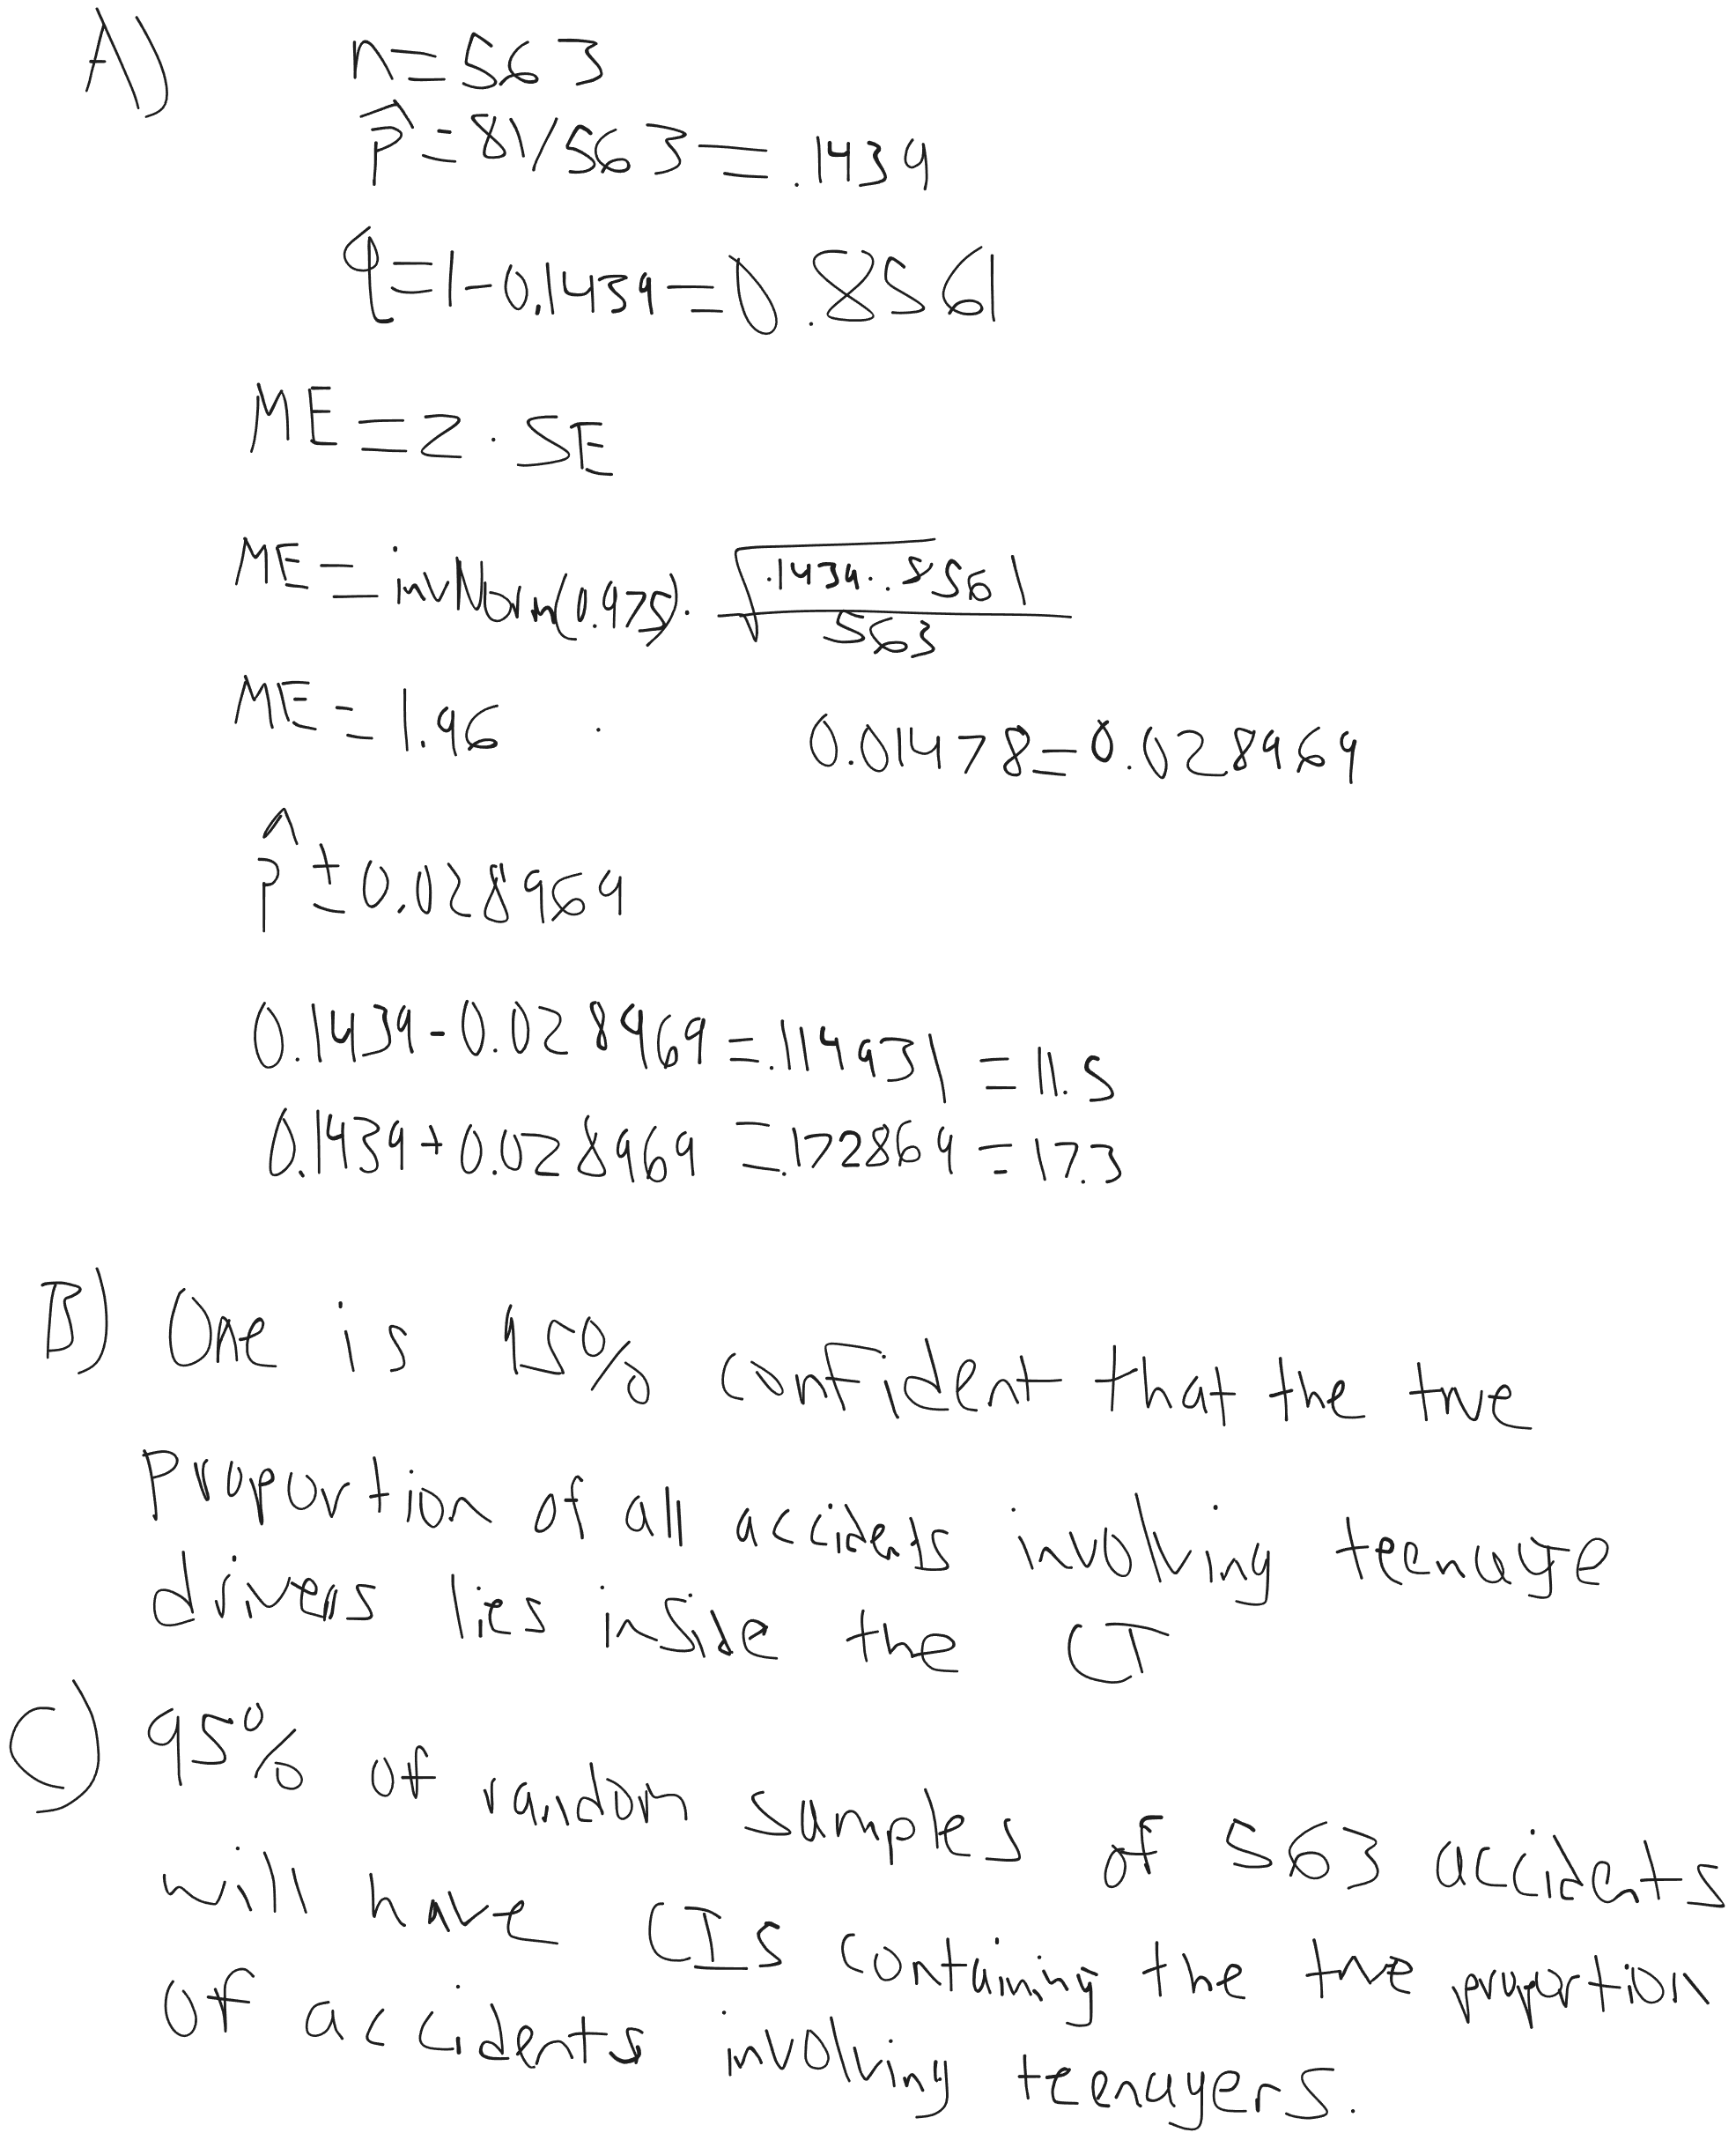 A) n=563
p̂=81/563=.1439
q=1-0.1439=0.8561
ME=z·SE
ME=invNorm(0.975)·√.1439·.8561/563
ME=1.96 · 0.01478=0.028969
p̂±0.028969
0.1439-0.028969=.114931=11.5
0.1439+0.028969=.172869=17.3
B) One is 95% confident that the true
Proportion of all accidents involving teenage
drivers lies inside the CI
C) 95% of random samples of 563 accidents
will have CIs containing the true proportion
of accidents involving teenagers.